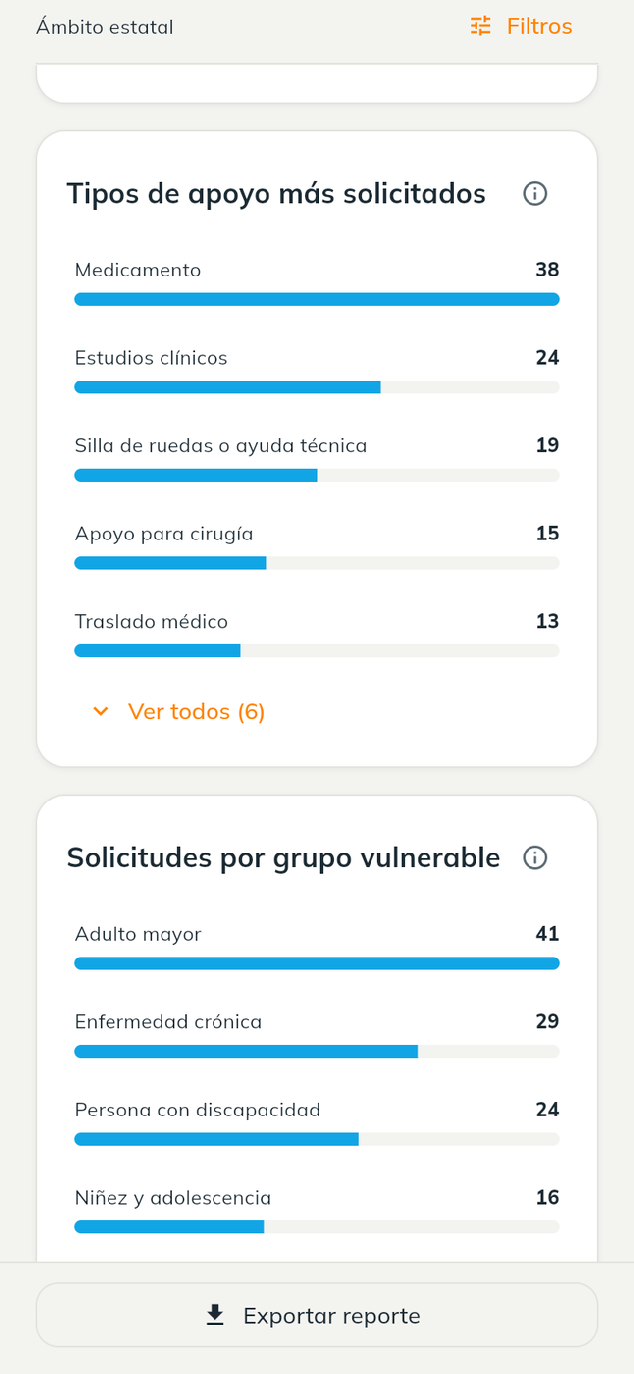 Ámbito estatal
Filtros
Tipos de apoyo más solicitados
Medicamento 38
Estudios clínicos 24
Silla de ruedas o ayuda técnica 19
Apoyo para cirugía 15
Traslado médico 13
Ver todos (6)
Solicitudes por grupo vulnerable
Adulto mayor 41
Enfermedad crónica 29
Persona con discapacidad 24
Niñez y adolescencia 16
Exportar reporte